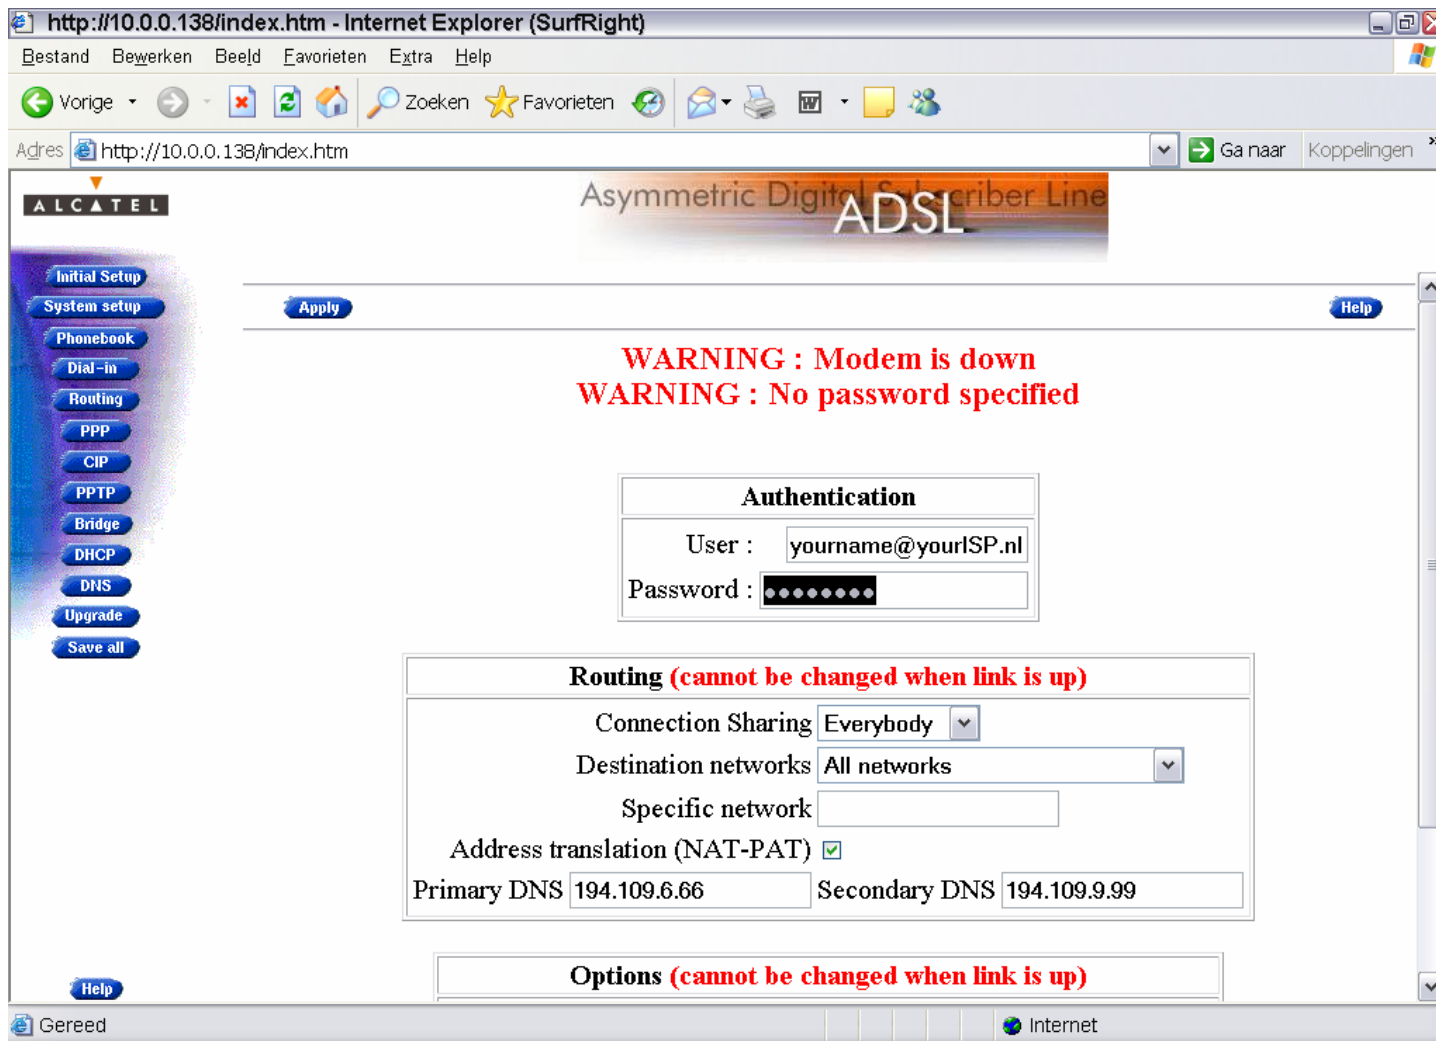 http://10.0.0.138/index.htm - Internet Explorer (SurfRight)
Bestand Bewerken Beeld Favorieten Extra Help
Vorige Zoeken Favorieten
Adres http://10.0.0.138/index.htm Ga naar Koppelingen »
ALCATEL
Asymmetric Digital Subscriber Line
ADSL
Initial Setup
System setup
Phonebook
Dial-in
Routing
PPP
CIP
PPTP
Bridge
DHCP
DNS
Upgrade
Save all
Help
Apply Help
WARNING : Modem is down
WARNING : No password specified
Authentication
User : yourname@yourISP.nl
Password : ●●●●●●●●
Routing (cannot be changed when link is up)
Connection Sharing Everybody
Destination networks All networks
Specific network
Address translation (NAT-PAT)
Primary DNS 194.109.6.66 Secondary DNS 194.109.9.99
Options (cannot be changed when link is up)
Gereed Internet